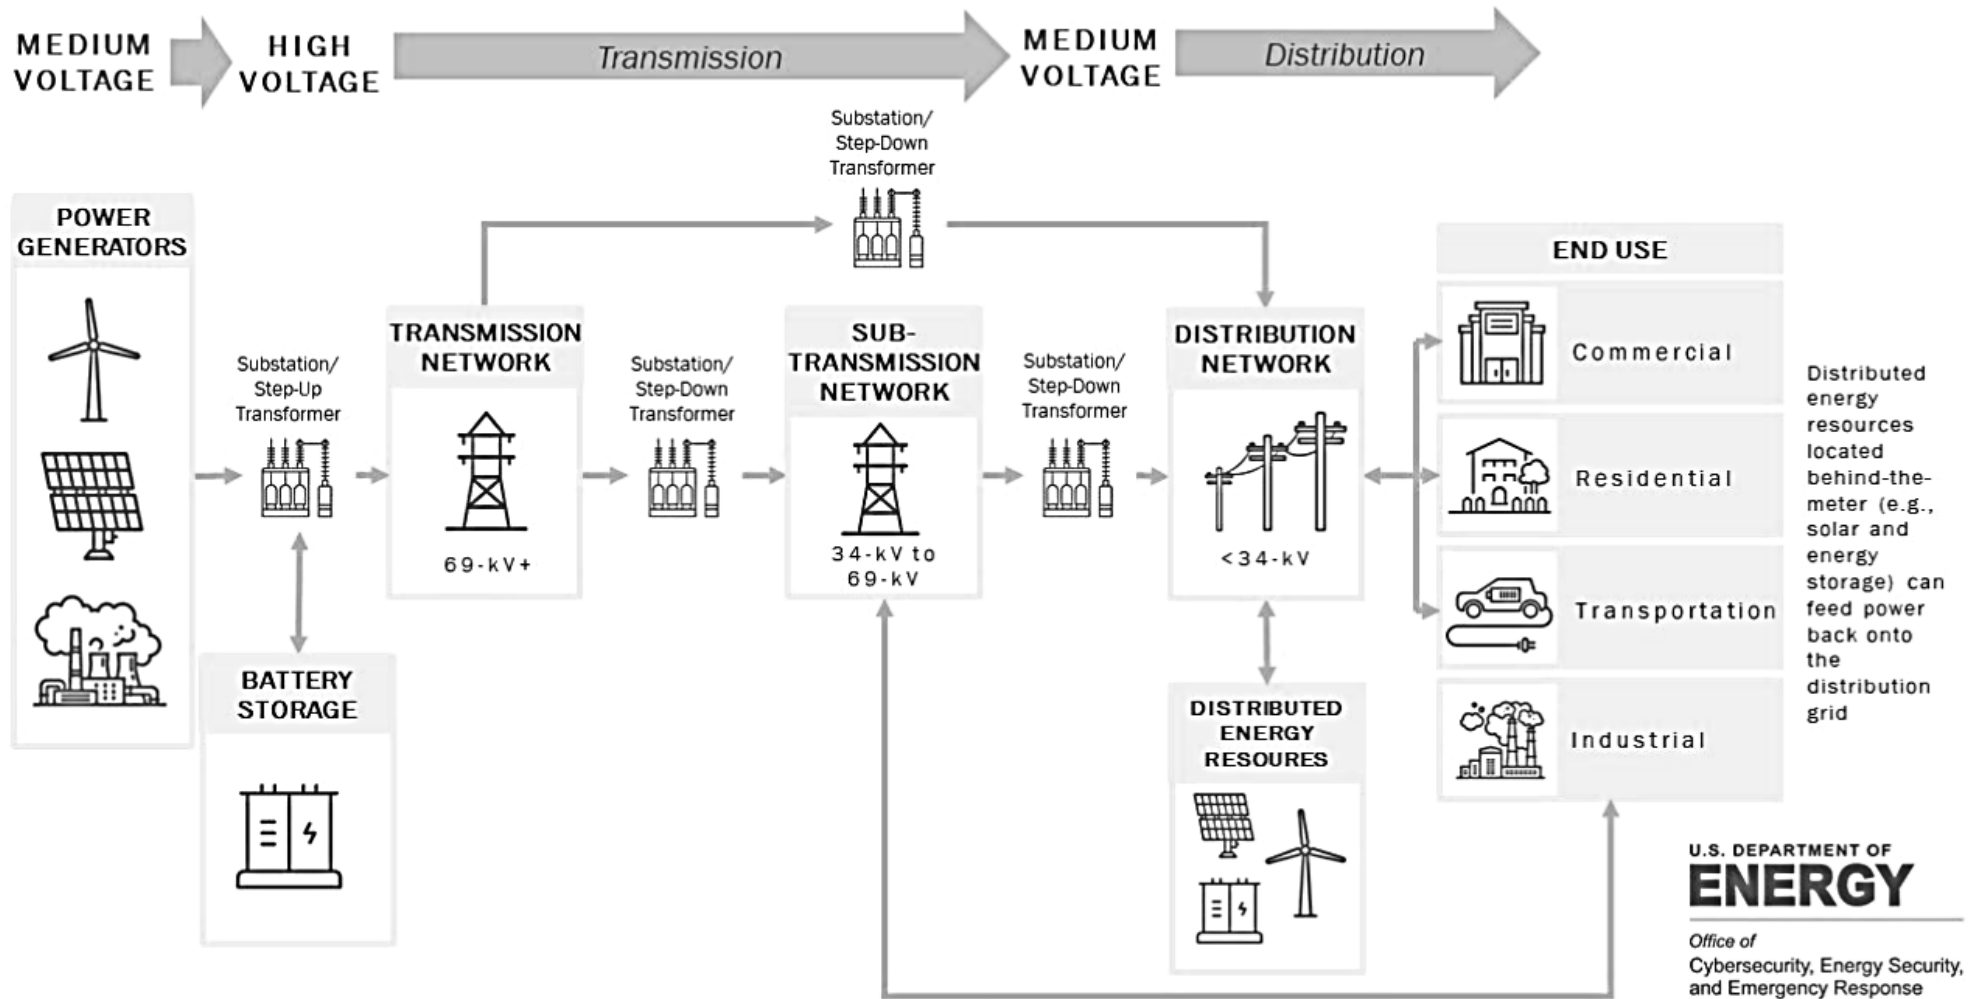 MEDIUM
VOLTAGE
HIGH
VOLTAGE
Transmission
MEDIUM
VOLTAGE
Distribution
Substation/
Step-Down
Transformer
POWER
GENERATORS
Substation/
Step-Up
Transformer
TRANSMISSION
NETWORK
69-kV+
Substation/
Step-Down
Transformer
SUB-
TRANSMISSION
NETWORK
34-kV to
69-kV
Substation/
Step-Down
Transformer
DISTRIBUTION
NETWORK
<34-kV
END USE
Commercial
Residential
Transportation
Industrial
Distributed
energy
resources
located
behind-the-
meter (e.g.,
solar and
energy
storage) can
feed power
back onto
the
distribution
grid
BATTERY
STORAGE
DISTRIBUTED
ENERGY
RESOURES
U.S. DEPARTMENT OF
ENERGY
Office of
Cybersecurity, Energy Security,
and Emergency Response